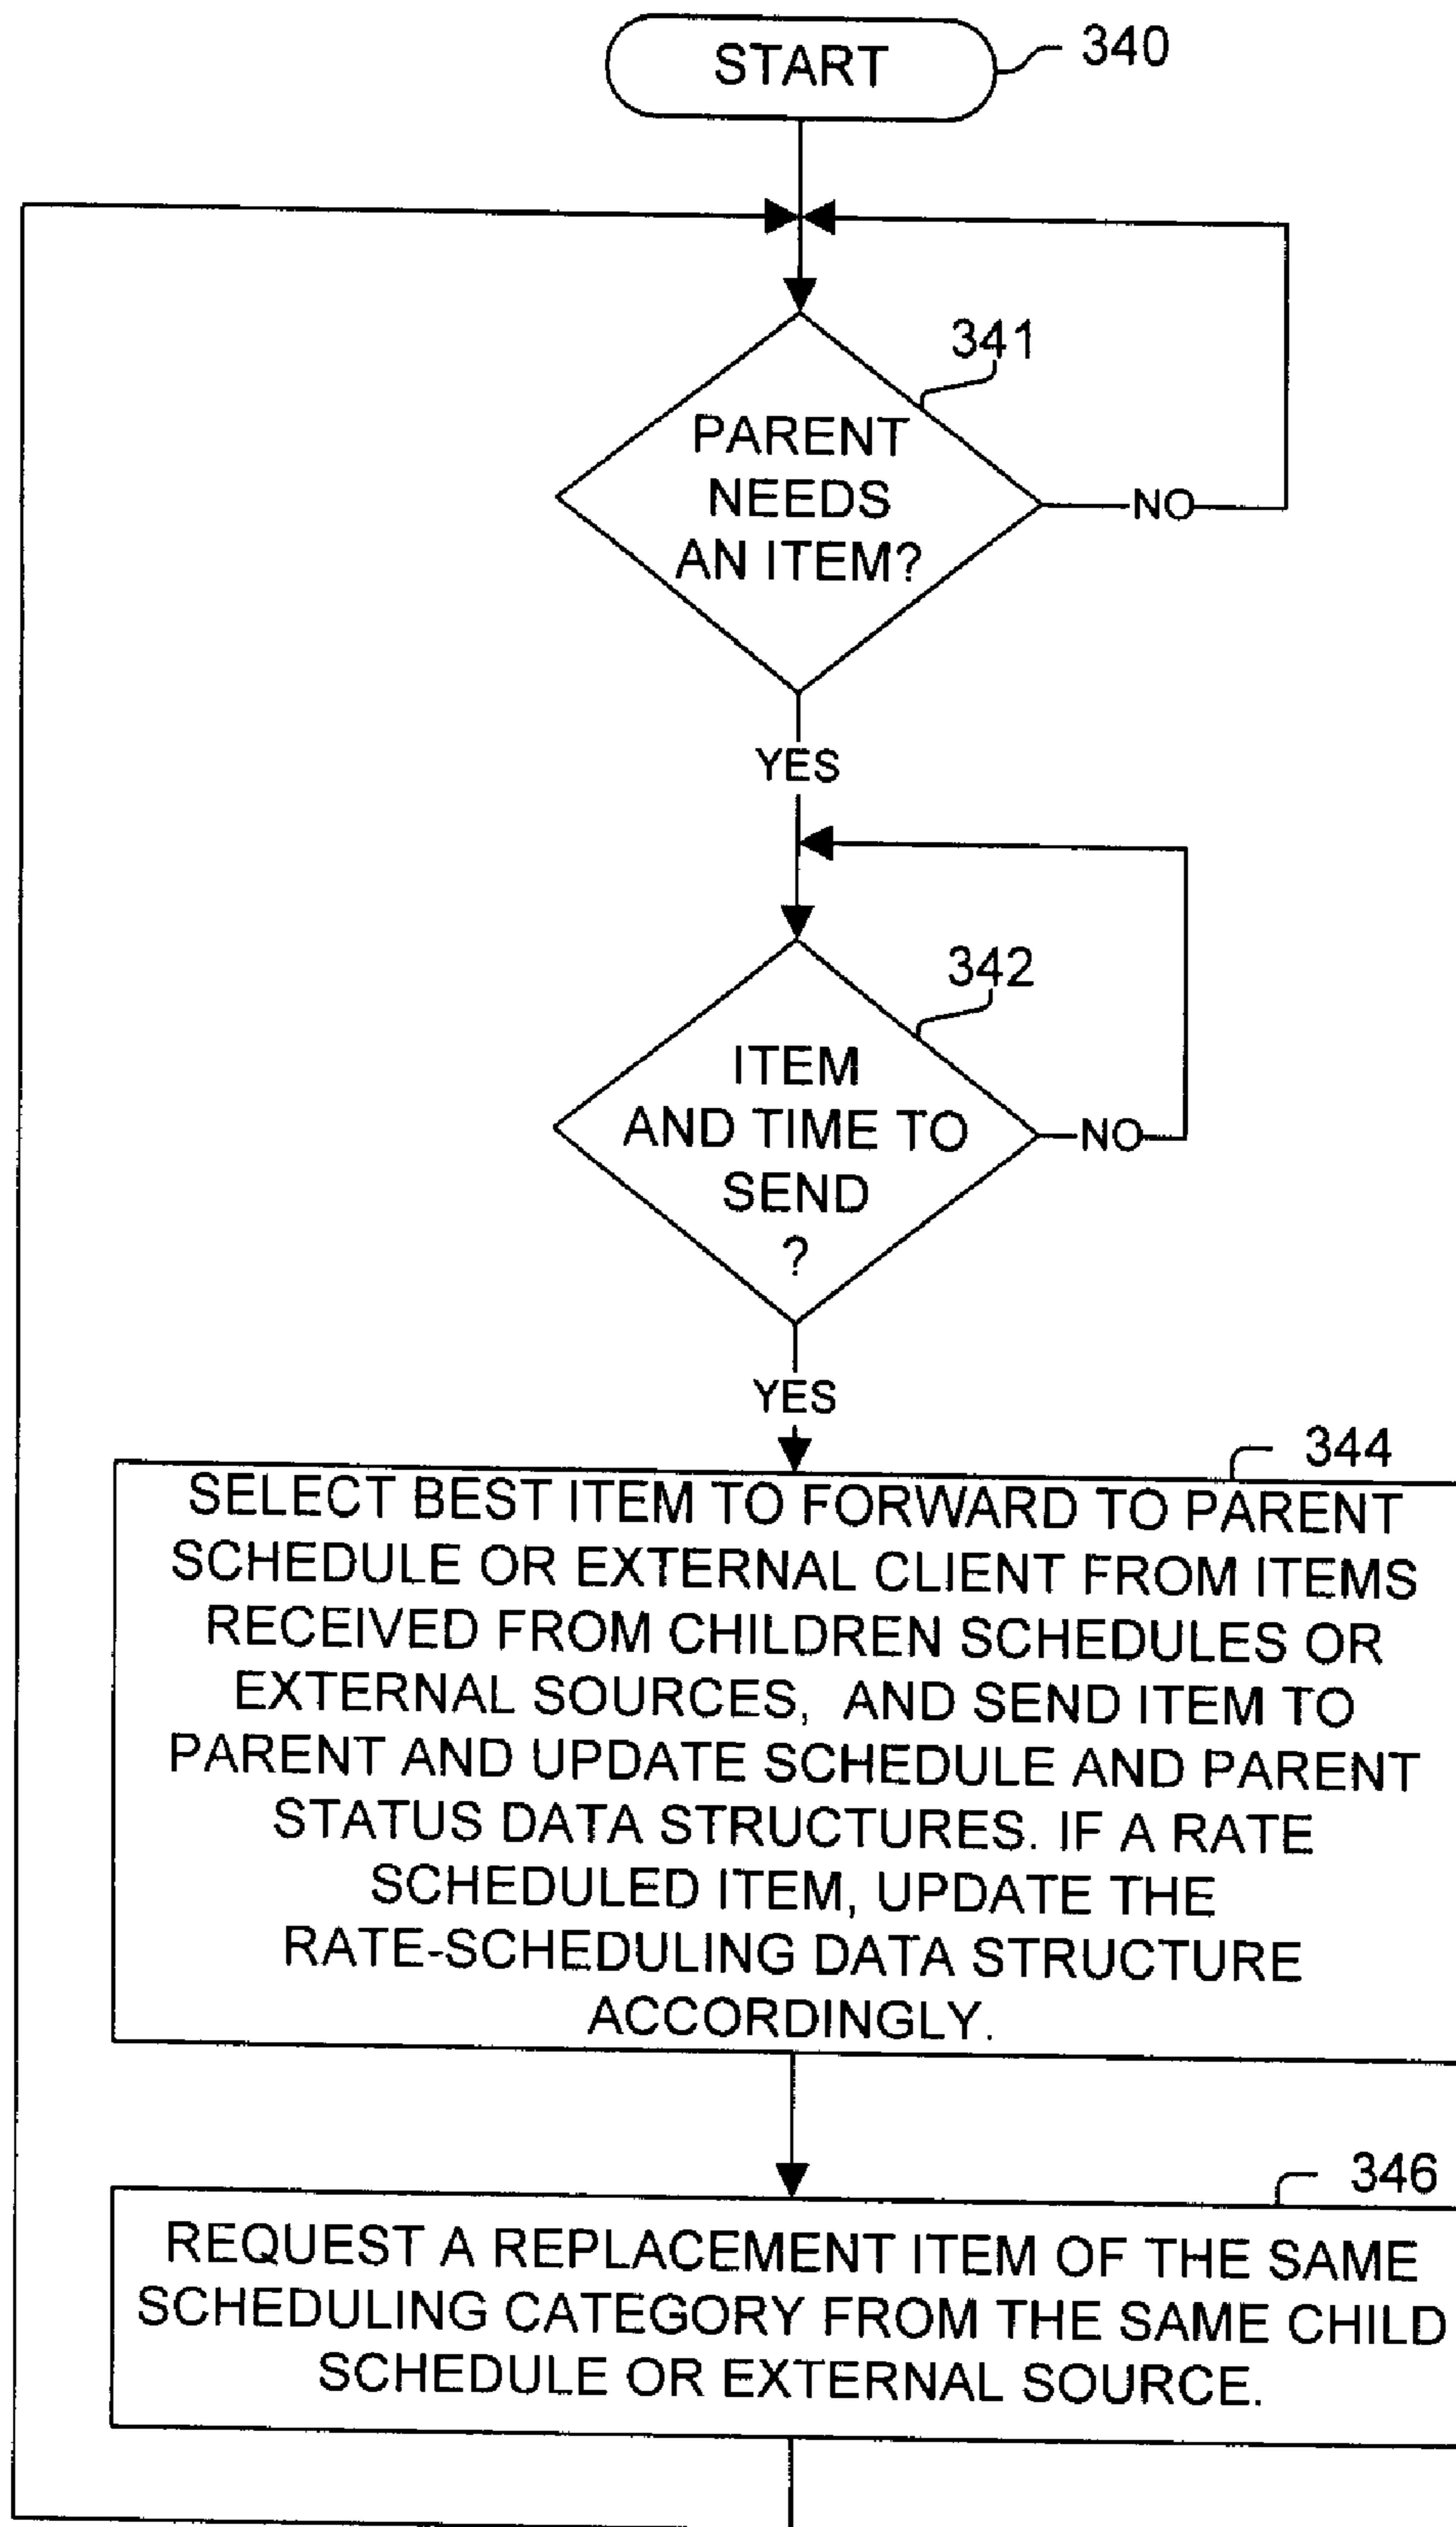 START
340
341
PARENT
NEEDS
AN ITEM?
NO
YES
342
ITEM
AND TIME TO
SEND
?
NO
YES
344
SELECT BEST ITEM TO FORWARD TO PARENT
SCHEDULE OR EXTERNAL CLIENT FROM ITEMS
RECEIVED FROM CHILDREN SCHEDULES OR
EXTERNAL SOURCES, AND SEND ITEM TO
PARENT AND UPDATE SCHEDULE AND PARENT
STATUS DATA STRUCTURES. IF A RATE
SCHEDULED ITEM, UPDATE THE
RATE-SCHEDULING DATA STRUCTURE
ACCORDINGLY.
346
REQUEST A REPLACEMENT ITEM OF THE SAME
SCHEDULING CATEGORY FROM THE SAME CHILD
SCHEDULE OR EXTERNAL SOURCE.